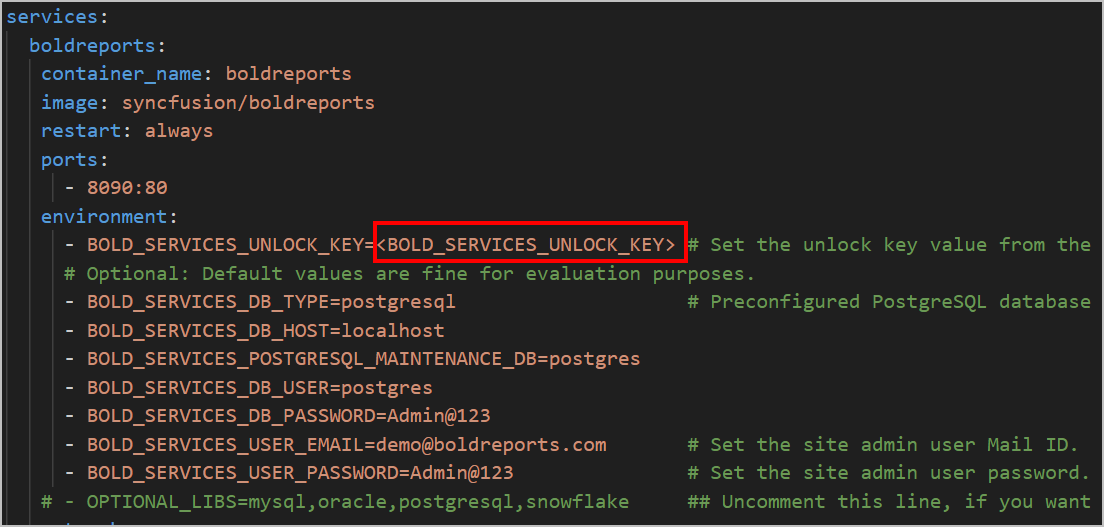 services:
boldreports:
container_name: boldreports
image: syncfusion/boldreports
restart: always
ports:
- 8090:80
environment:
- BOLD_SERVICES_UNLOCK_KEY=<BOLD_SERVICES_UNLOCK_KEY> # Set the unlock key value from the
# Optional: Default values are fine for evaluation purposes.
- BOLD_SERVICES_DB_TYPE=postgresql # Preconfigured PostgreSQL database
- BOLD_SERVICES_DB_HOST=localhost
- BOLD_SERVICES_POSTGRESQL_MAINTENANCE_DB=postgres
- BOLD_SERVICES_DB_USER=postgres
- BOLD_SERVICES_DB_PASSWORD=Admin@123
- BOLD_SERVICES_USER_EMAIL=demo@boldreports.com # Set the site admin user Mail ID.
- BOLD_SERVICES_USER_PASSWORD=Admin@123 # Set the site admin user password.
# - OPTIONAL_LIBS=mysql,oracle,postgresql,snowflake ## Uncomment this line, if you want